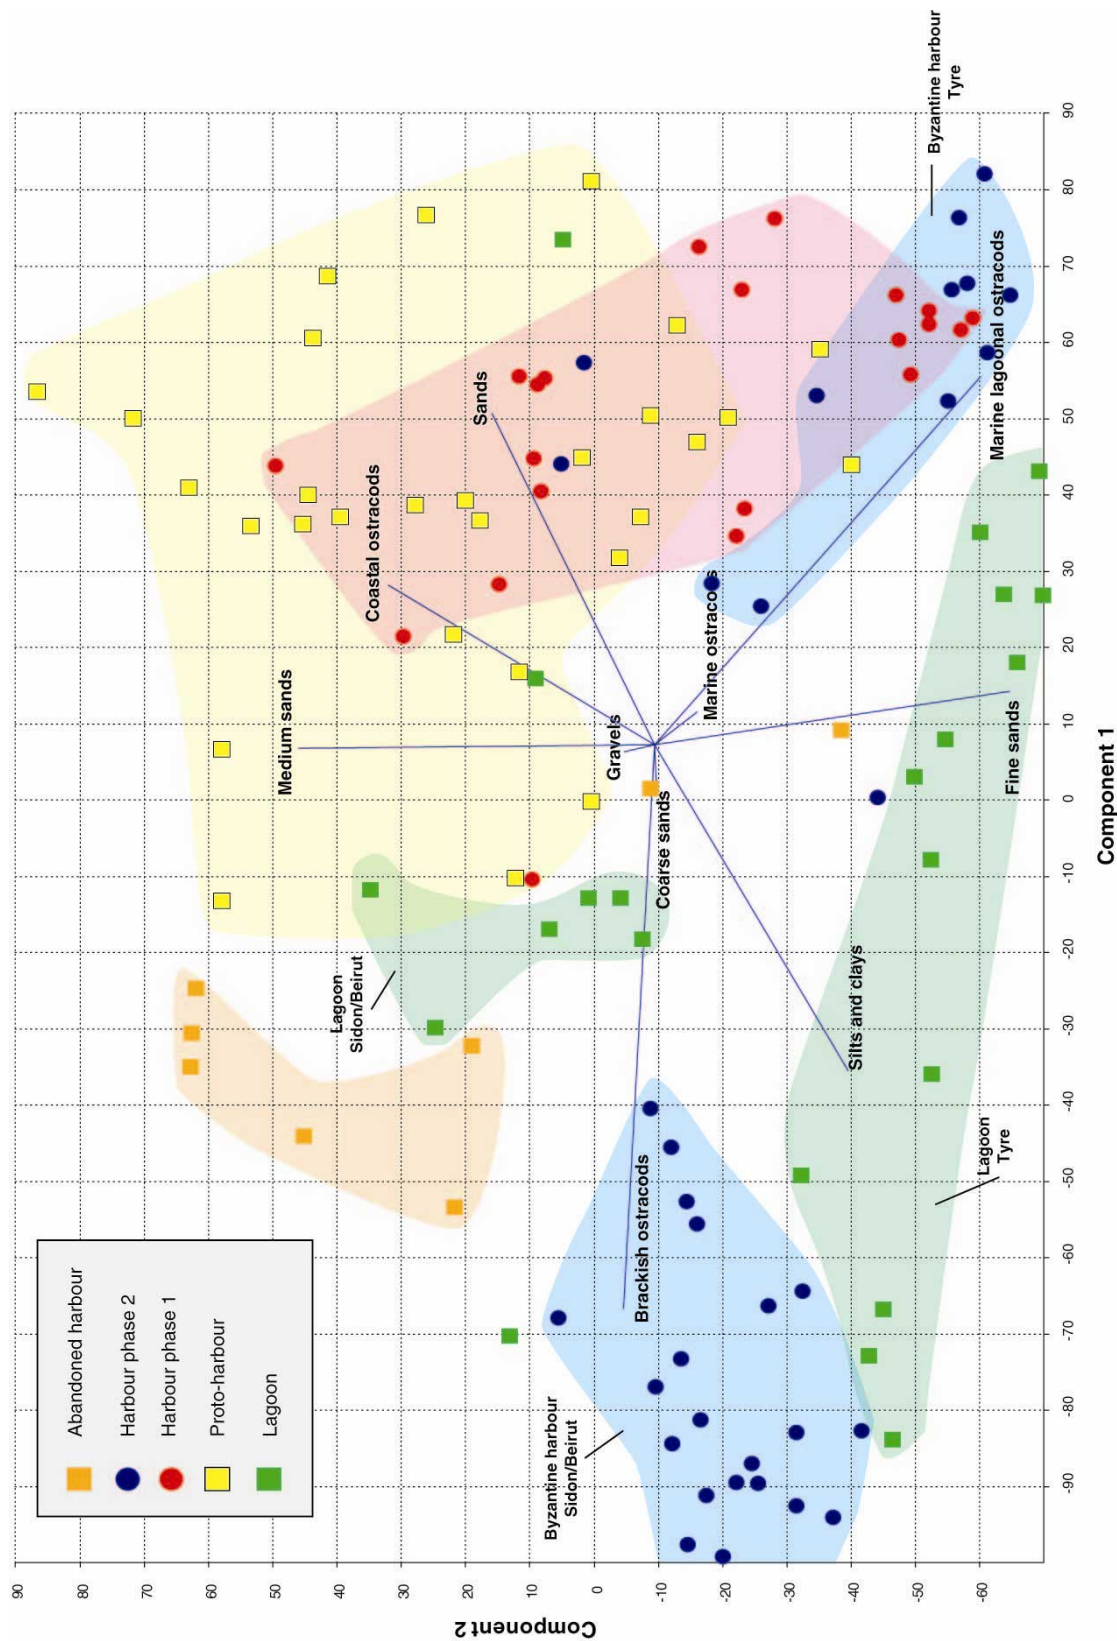 Abandoned harbour
Harbour phase 2
Harbour phase 1
Proto-harbour
Lagoon
Component 2
90
80
70
60
50
40
30
20
10
0
-10
-20
-30
-40
-50
-60
Component 1
-90
-80
-70
-60
-50
-40
-30
-20
-10
0
10
20
30
40
50
60
70
80
90
Medium sands
Coastal ostracods
Sands
Gravels
Marine ostracods
Coarse sands
Brackish ostracods
Silts and clays
Fine sands
Marine lagoonal ostracods
Lagoon
Sidon/Beirut
Byzantine harbour
Sidon/Beirut
Lagoon
Tyre
Byzantine harbour
Tyre